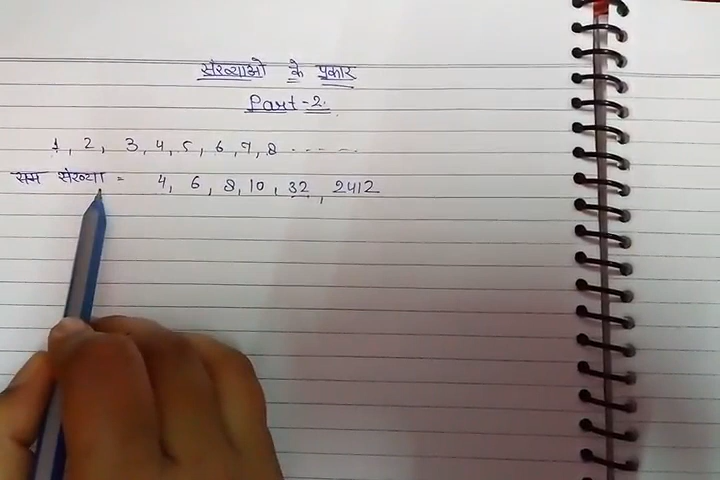 संख्याओ के प्रकार
Part-2.
1, 2, 3, 4, 5, 6, 7, 8 ......
सम संख्या = 4, 6, 8, 10, 32, 2412